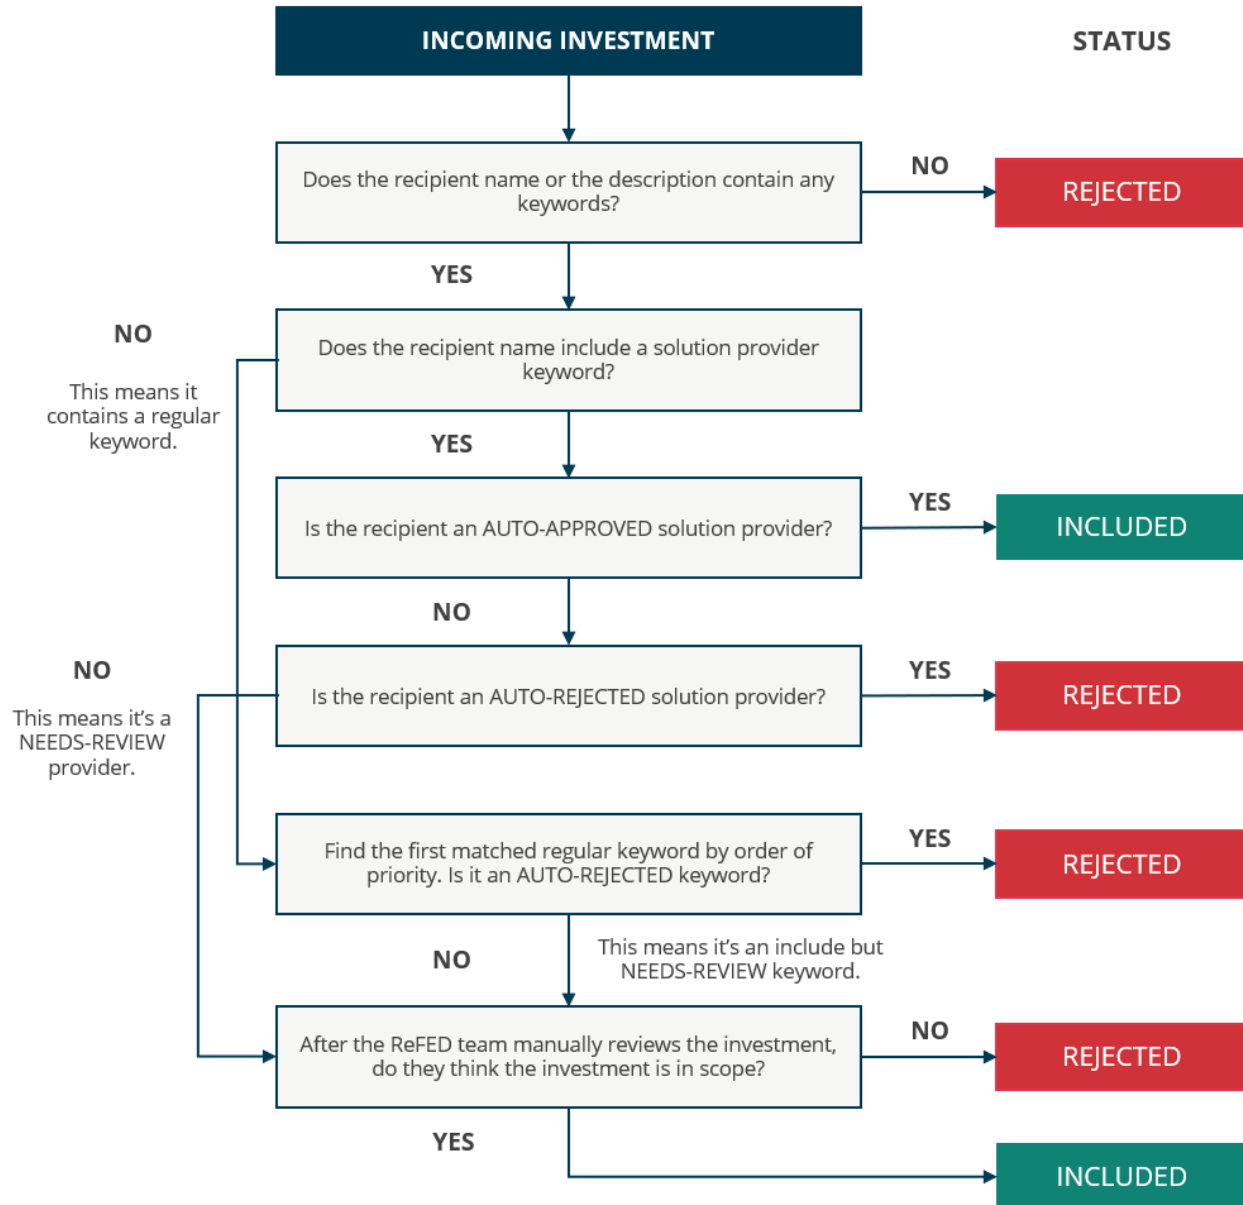 INCOMING INVESTMENT
STATUS
Does the recipient name or the description contain any
keywords?
NO
REJECTED
YES
Does the recipient name include a solution provider
keyword?
NO
This means it
contains a regular
keyword.
YES
Is the recipient an AUTO-APPROVED solution provider?
YES
INCLUDED
NO
Is the recipient an AUTO-REJECTED solution provider?
YES
REJECTED
NO
This means it’s a
NEEDS-REVIEW
provider.
Find the first matched regular keyword by order of
priority. Is it an AUTO-REJECTED keyword?
YES
REJECTED
NO
This means it’s an include but
NEEDS-REVIEW keyword.
After the ReFED team manually reviews the investment,
do they think the investment is in scope?
NO
REJECTED
YES
INCLUDED